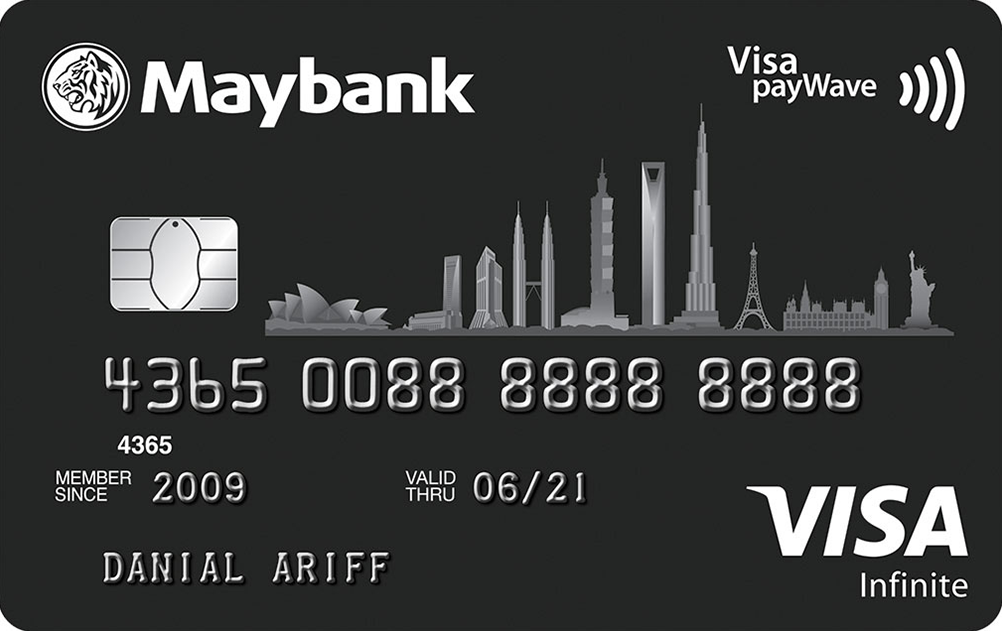 Maybank
Visa
payWave
4365 0088 8888 8888
4365
MEMBER
SINCE 2009
VALID
THRU 06/21
DANIAL ARIFF
VISA
Infinite